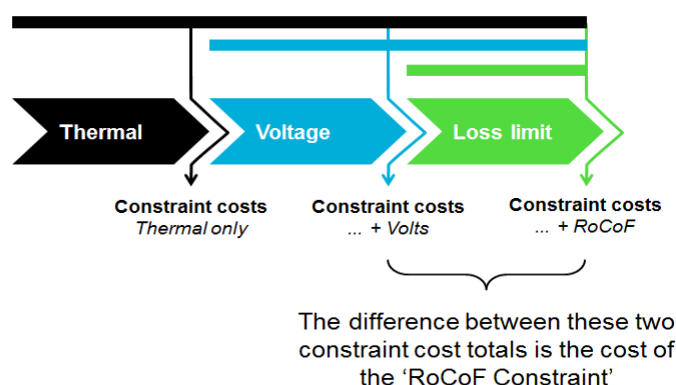 Thermal
Voltage
Loss limit
Constraint costs
Thermal only
Constraint costs
... + Volts
Constraint costs
... + RoCoF
The difference between these two
constraint cost totals is the cost of
the ‘RoCoF Constraint’